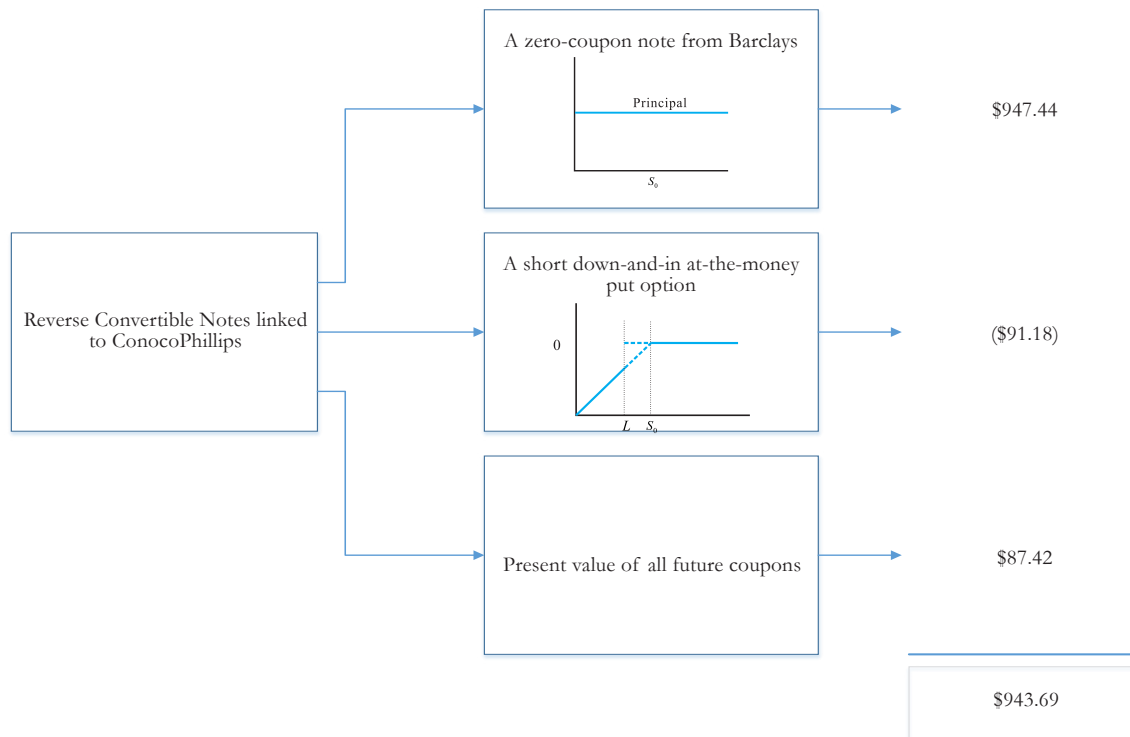 A zero-coupon note from Barclays
Principal
S₀
$947.44
Reverse Convertible Notes linked
to ConocoPhillips
A short down-and-in at-the-money
put option
0
L S₀
($91.18)
Present value of all future coupons
$87.42
$943.69